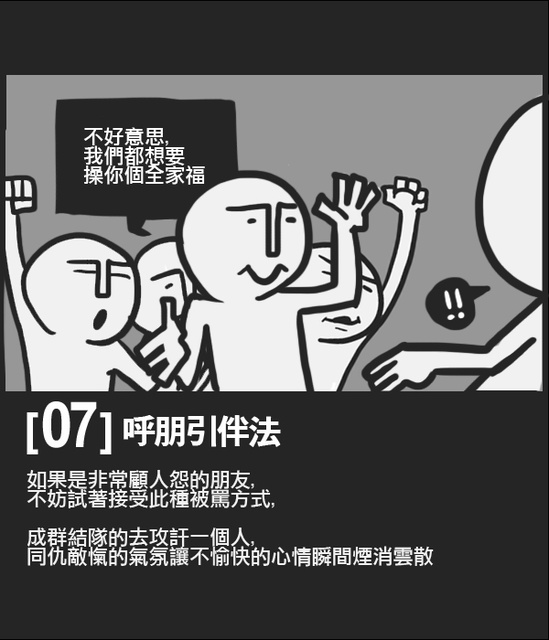 不好意思,
我們都想要
操你個全家福
!!
[07] 呼朋引伴法
如果是非常顧人怨的朋友,
不妨試著接受此種被罵方式,
成群結隊的去攻訐一個人,
同仇敵愾的氣氛讓不愉快的心情瞬間煙消雲散